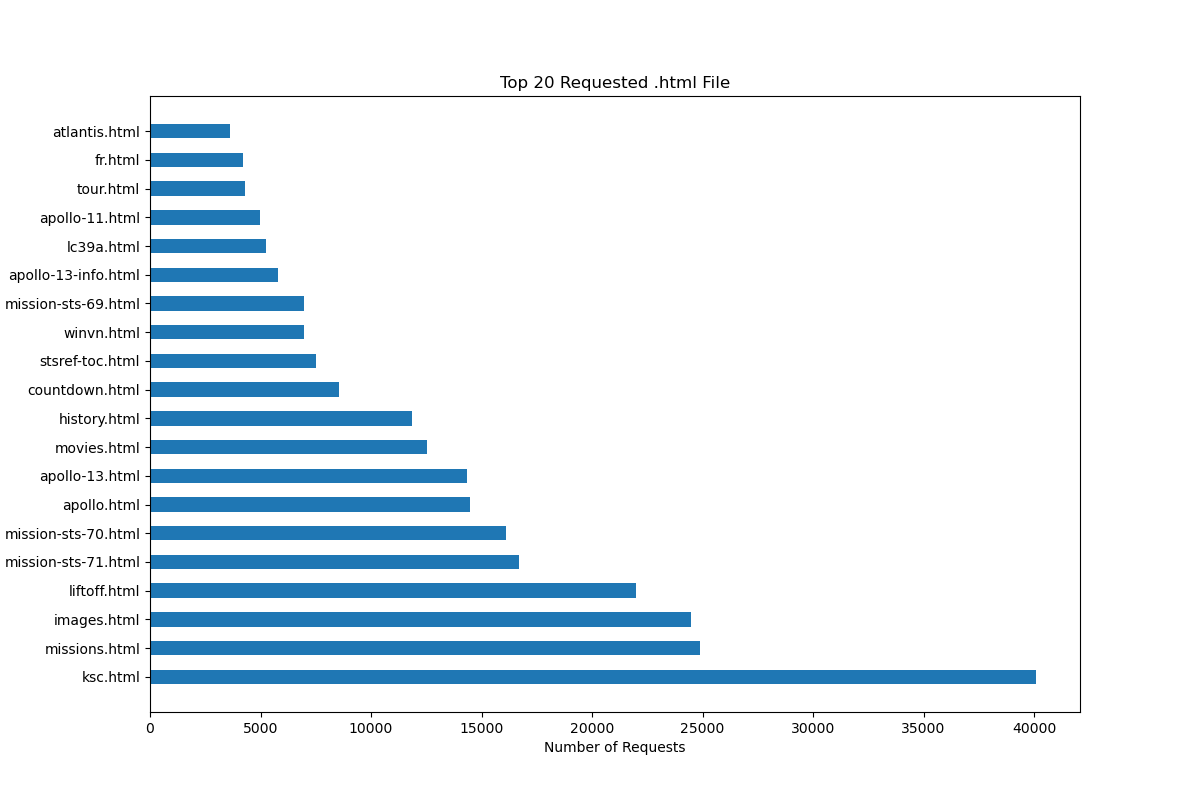 Top 20 Requested .html File
atlantis.html
fr.html
tour.html
apollo-11.html
lc39a.html
apollo-13-info.html
mission-sts-69.html
winvn.html
stsref-toc.html
countdown.html
history.html
movies.html
apollo-13.html
apollo.html
mission-sts-70.html
mission-sts-71.html
liftoff.html
images.html
missions.html
ksc.html
0 5000 10000 15000 20000 25000 30000 35000 40000
Number of Requests